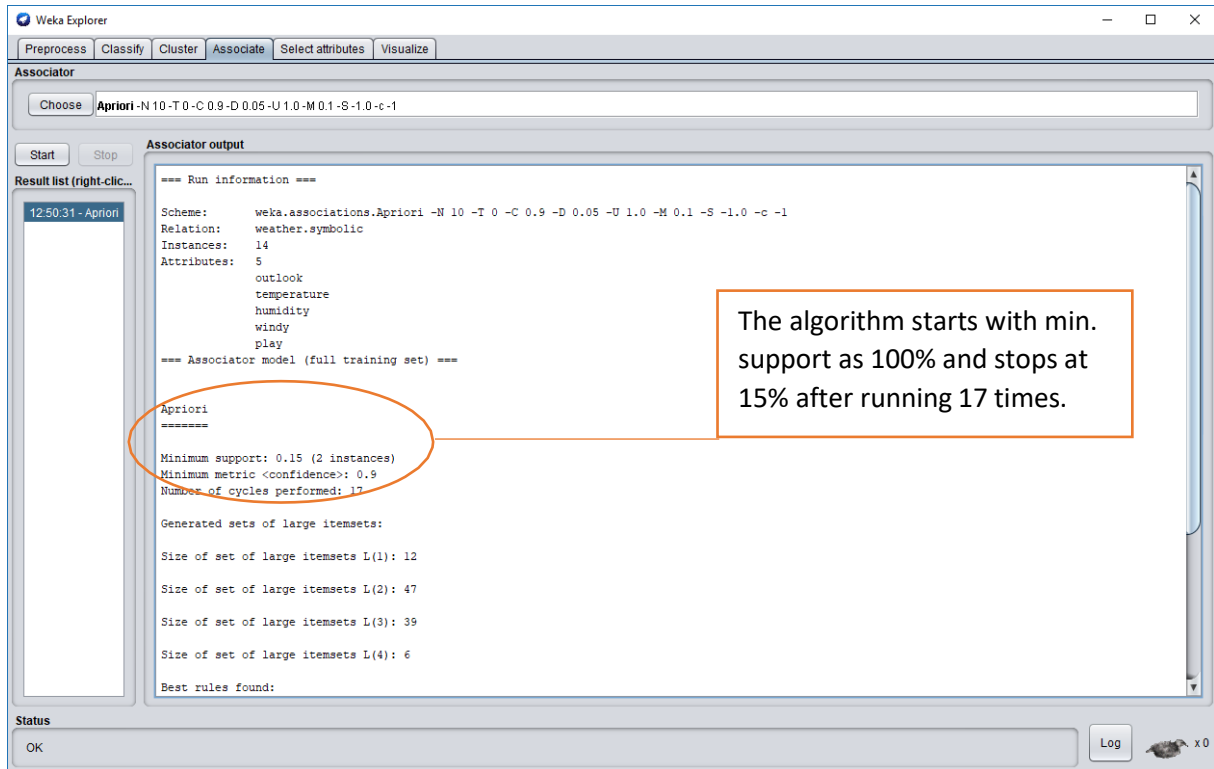 Weka Explorer
Preprocess Classify Cluster Associate Select attributes Visualize
Associator
Choose Apriori -N 10 -T 0 -C 0.9 -D 0.05 -U 1.0 -M 0.1 -S -1.0 -c -1
Start Stop
Associator output
Result list (right-clic...
12:50:31 - Apriori
=== Run information ===
Scheme: weka.associations.Apriori -N 10 -T 0 -C 0.9 -D 0.05 -U 1.0 -M 0.1 -S -1.0 -c -1
Relation: weather.symbolic
Instances: 14
Attributes: 5
outlook
temperature
humidity
windy
play
=== Associator model (full training set) ===
The algorithm starts with min.
support as 100% and stops at
15% after running 17 times.
Apriori
=======
Minimum support: 0.15 (2 instances)
Minimum metric <confidence>: 0.9
Number of cycles performed: 17
Generated sets of large itemsets:
Size of set of large itemsets L(1): 12
Size of set of large itemsets L(2): 47
Size of set of large itemsets L(3): 39
Size of set of large itemsets L(4): 6
Best rules found:
Status
OK
Log
x 0